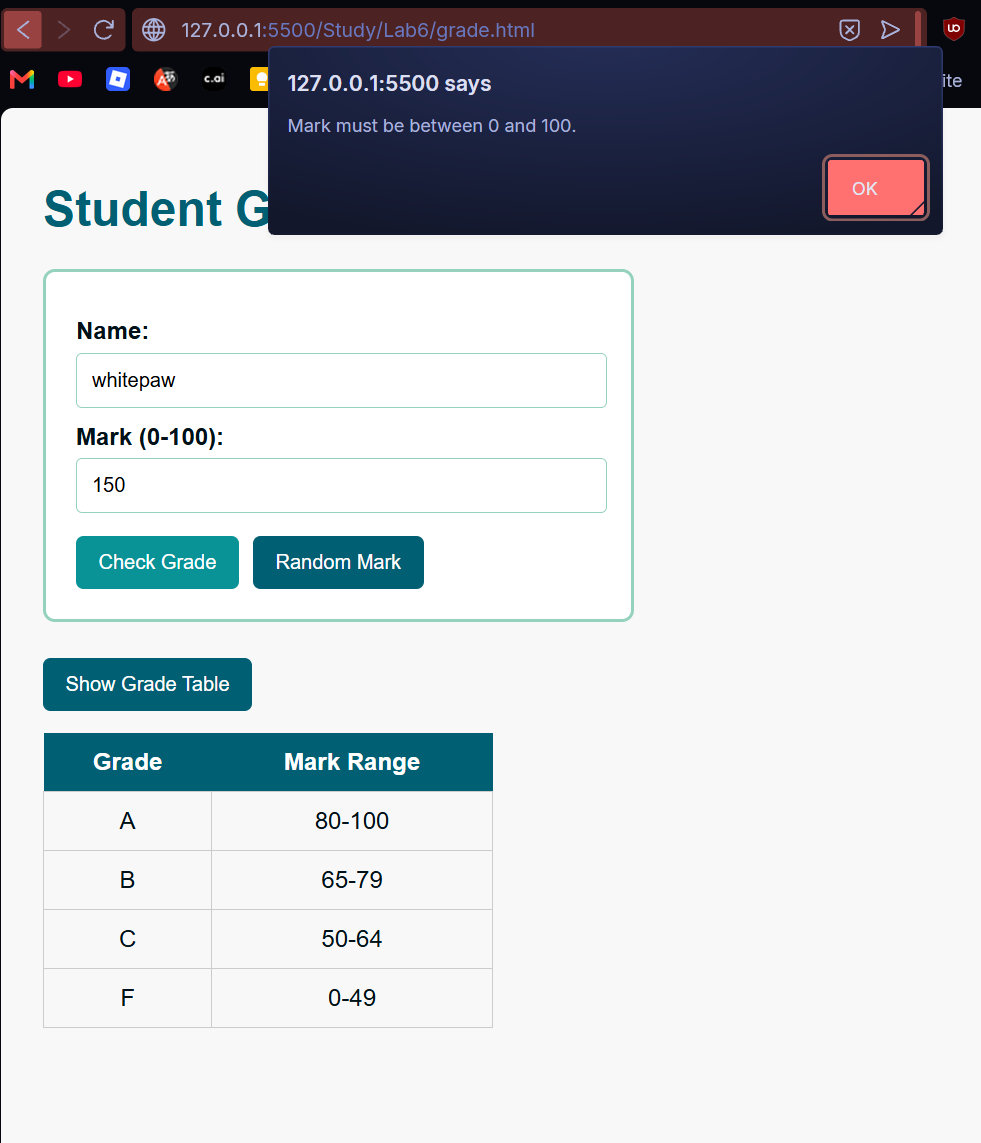 127.0.0.1:5500/Study/Lab6/grade.html
c.ai
ite
127.0.0.1:5500 says
Mark must be between 0 and 100.
OK
Student G
Name:
whitepaw
Mark (0-100):
150
Check Grade Random Mark
Show Grade Table
Grade Mark Range
A 80-100
B 65-79
C 50-64
F 0-49